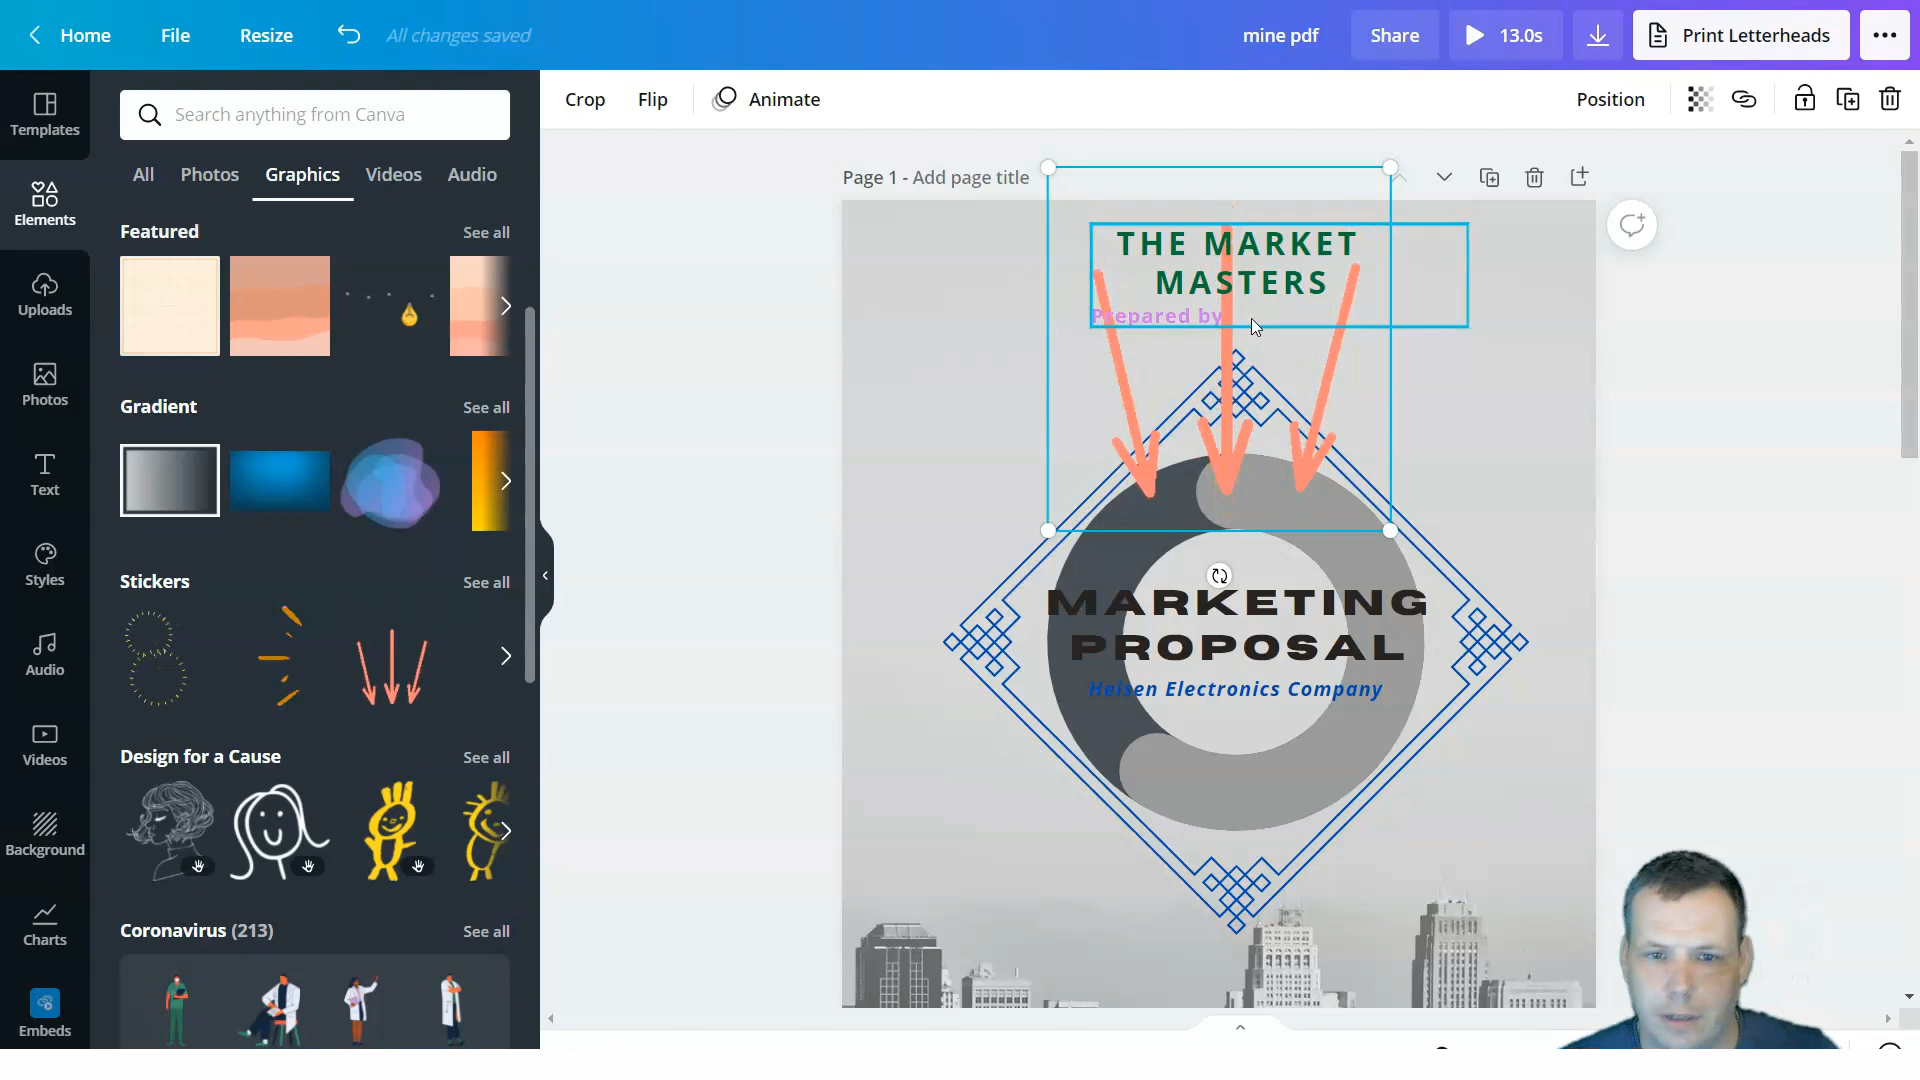 Home
File
Resize
All changes saved
mine pdf
Share
13.0s
Print Letterheads
Search anything from Canva
Crop
Flip
Animate
Position
Templates
Elements
Uploads
Photos
Text
Styles
Audio
Videos
Background
Charts
Embeds
All
Photos
Graphics
Videos
Audio
Featured
See all
Gradient
See all
Stickers
See all
Design for a Cause
See all
Coronavirus (213)
See all
Page 1 - Add page title
THE MARKET
MASTERS
Prepared by
MARKETING
PROPOSAL
Heisen Electronics Company